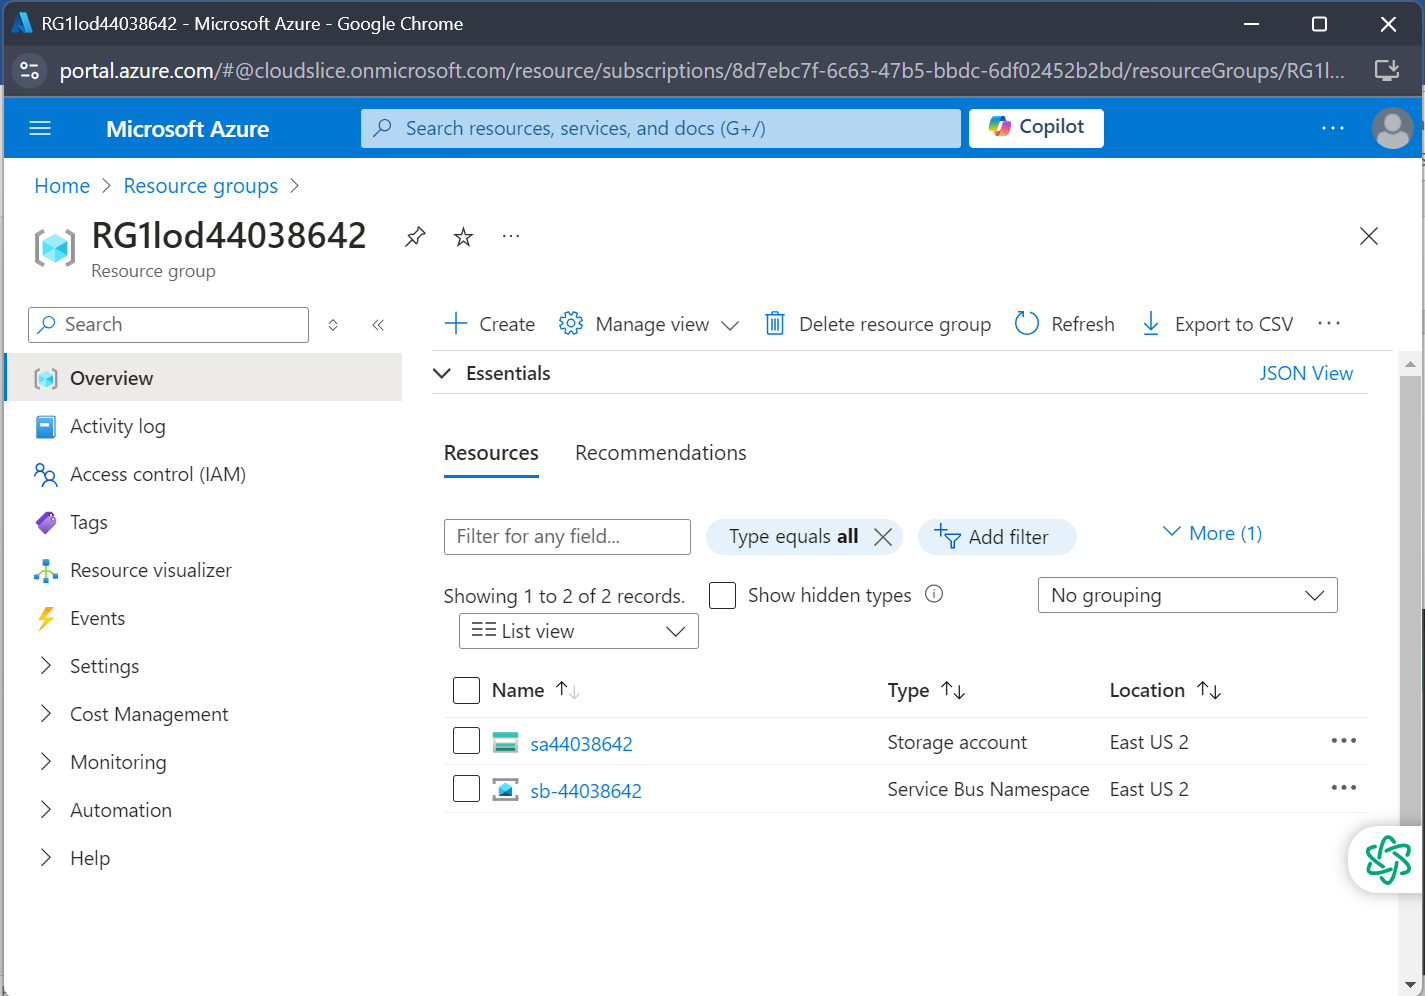 RG1lod44038642 - Microsoft Azure - Google Chrome
portal.azure.com/#@cloudslice.onmicrosoft.com/resource/subscriptions/8d7ebc7f-6c63-47b5-bbdc-6df02452b2bd/resourceGroups/RG1l...
Microsoft Azure
Search resources, services, and docs (G+/)
Copilot
Home > Resource groups >
RG1lod44038642
Resource group
Search
Create
Manage view
Delete resource group
Refresh
Export to CSV
Overview
Activity log
Access control (IAM)
Tags
Resource visualizer
Events
Settings
Cost Management
Monitoring
Automation
Help
Essentials
JSON View
Resources
Recommendations
Filter for any field...
Type equals all
Add filter
More (1)
Showing 1 to 2 of 2 records.
Show hidden types
No grouping
List view
Name Type Location
sa44038642 Storage account East US 2
sb-44038642 Service Bus Namespace East US 2